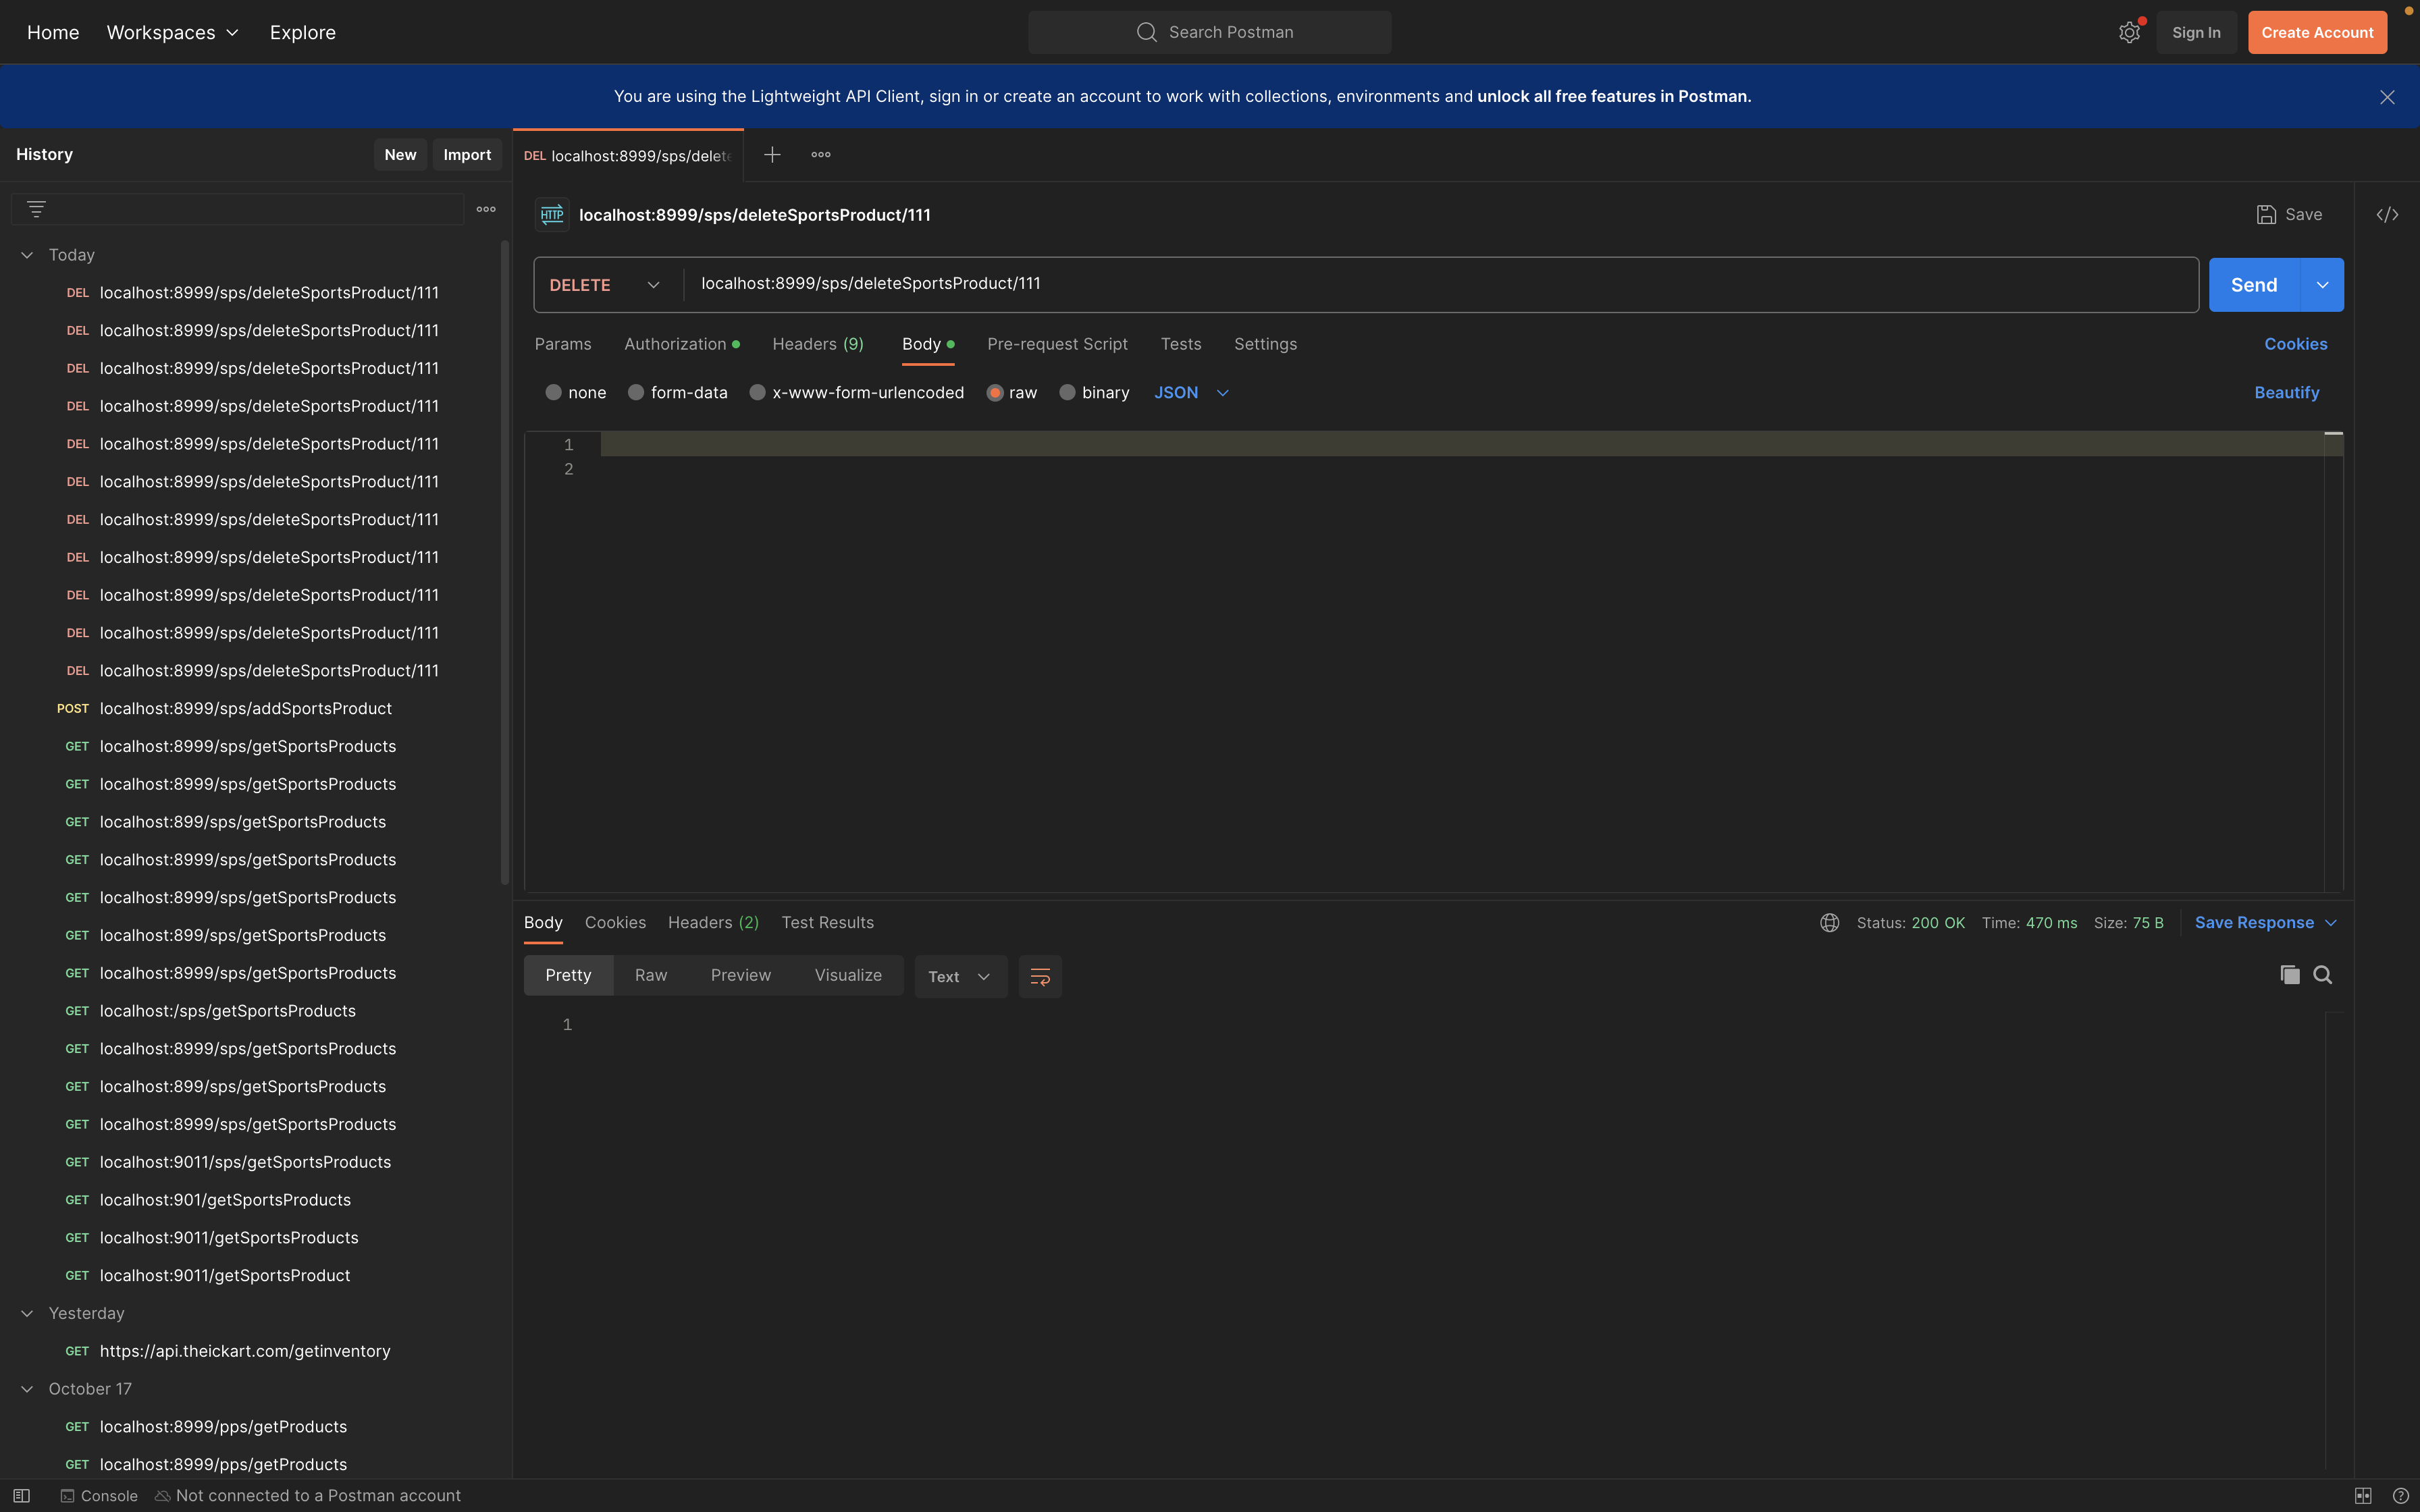 Home Workspaces Explore Search Postman Sign In Create Account
You are using the Lightweight API Client, sign in or create an account to work with collections, environments and unlock all free features in Postman.
History New Import
Today
DEL localhost:8999/sps/deleteSportsProduct/111
DEL localhost:8999/sps/deleteSportsProduct/111
DEL localhost:8999/sps/deleteSportsProduct/111
DEL localhost:8999/sps/deleteSportsProduct/111
DEL localhost:8999/sps/deleteSportsProduct/111
DEL localhost:8999/sps/deleteSportsProduct/111
DEL localhost:8999/sps/deleteSportsProduct/111
DEL localhost:8999/sps/deleteSportsProduct/111
DEL localhost:8999/sps/deleteSportsProduct/111
DEL localhost:8999/sps/deleteSportsProduct/111
DEL localhost:8999/sps/deleteSportsProduct/111
POST localhost:8999/sps/addSportsProduct
GET localhost:8999/sps/getSportsProducts
GET localhost:8999/sps/getSportsProducts
GET localhost:899/sps/getSportsProducts
GET localhost:8999/sps/getSportsProducts
GET localhost:8999/sps/getSportsProducts
GET localhost:899/sps/getSportsProducts
GET localhost:8999/sps/getSportsProducts
GET localhost:/sps/getSportsProducts
GET localhost:8999/sps/getSportsProducts
GET localhost:899/sps/getSportsProducts
GET localhost:8999/sps/getSportsProducts
GET localhost:9011/sps/getSportsProducts
GET localhost:901/getSportsProducts
GET localhost:9011/getSportsProducts
GET localhost:9011/getSportsProduct
Yesterday
GET https://api.theickart.com/getinventory
October 17
GET localhost:8999/pps/getProducts
GET localhost:8999/pps/getProducts
DEL localhost:8999/sps/delete
HTTP localhost:8999/sps/deleteSportsProduct/111 Save
DELETE localhost:8999/sps/deleteSportsProduct/111 Send
Params Authorization Headers (9) Body Pre-request Script Tests Settings Cookies
none form-data x-www-form-urlencoded raw binary JSON Beautify
1
2
Body Cookies Headers (2) Test Results Status: 200 OK Time: 470 ms Size: 75 B Save Response
Pretty Raw Preview Visualize Text
1
Console Not connected to a Postman account